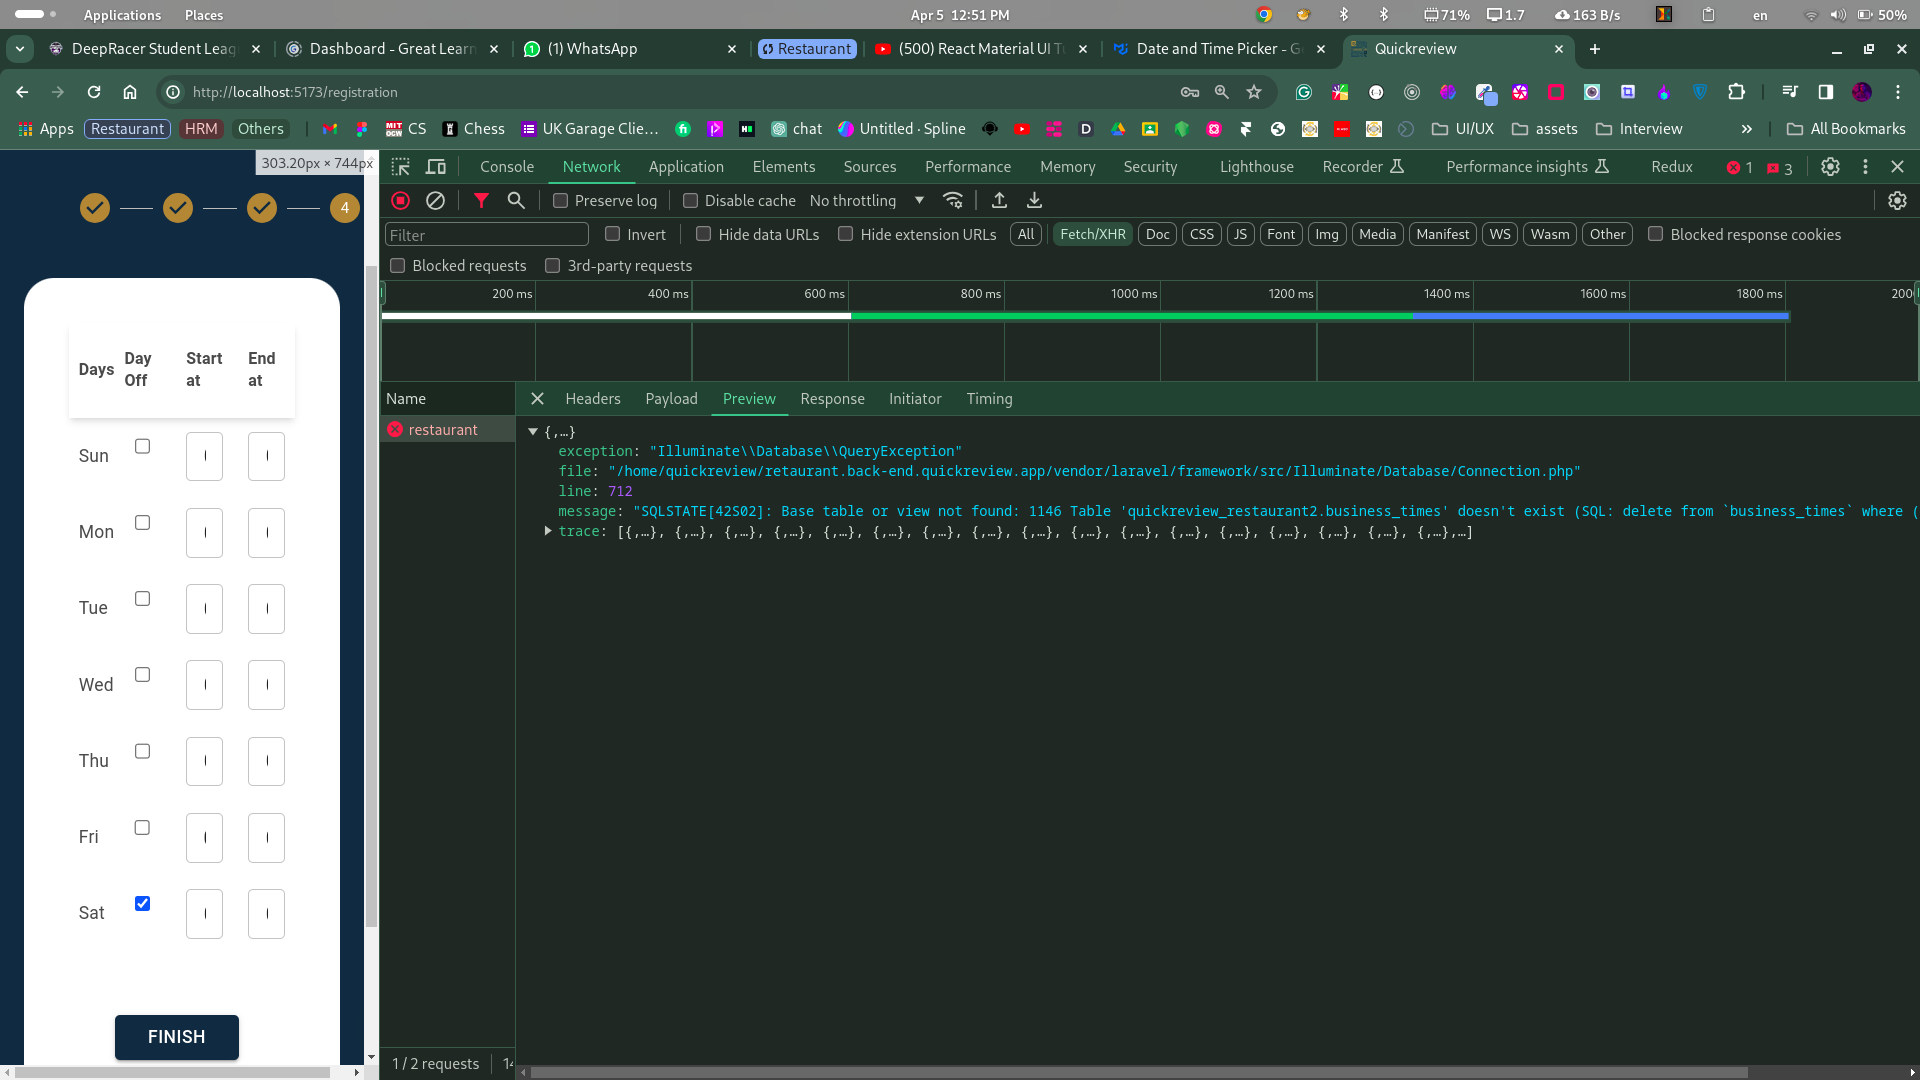 Applications Places Apr 5 12:51 PM 71% 1.7 163 B/s en 50%
DeepRacer Student Leag Dashboard - Great Learn (1) WhatsApp Restaurant (500) React Material UI Tu Date and Time Picker - G Quickreview
http://localhost:5173/registration
Apps Restaurant HRM Others CS Chess UK Garage Clie... chat Untitled · Spline UI/UX assets Interview » All Bookmarks
303.20px × 744px
Console Network Application Elements Sources Performance Memory Security Lighthouse Recorder Performance insights Redux 1 3
Preserve log Disable cache No throttling
Filter Invert Hide data URLs Hide extension URLs All Fetch/XHR Doc CSS JS Font Img Media Manifest WS Wasm Other Blocked response cookies
Blocked requests 3rd-party requests
200 ms 400 ms 600 ms 800 ms 1000 ms 1200 ms 1400 ms 1600 ms 1800 ms 200
Name Headers Payload Preview Response Initiator Timing
restaurant
{,…}
exception: "Illuminate\\Database\\QueryException"
file: "/home/quickreview/retaurant.back-end.quickreview.app/vendor/laravel/framework/src/Illuminate/Database/Connection.php"
line: 712
message: "SQLSTATE[42S02]: Base table or view not found: 1146 Table 'quickreview_restaurant2.business_times' doesn't exist (SQL: delete from `business_times` where (
trace: [{,…}, {,…}, {,…}, {,…}, {,…}, {,…}, {,…}, {,…}, {,…}, {,…}, {,…}, {,…}, {,…}, {,…}, {,…}, {,…}, {,…},…]
1 / 2 requests 14
4
Days Day Off Start at End at
Sun
Mon
Tue
Wed
Thu
Fri
Sat
FINISH